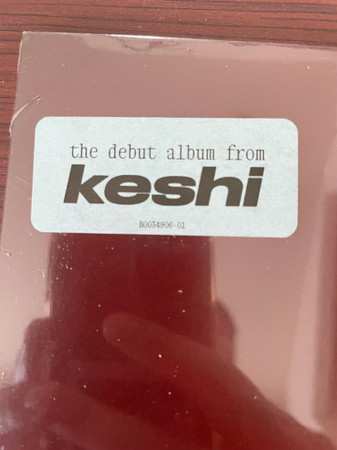 the debut album from
keshi
B0034806-01